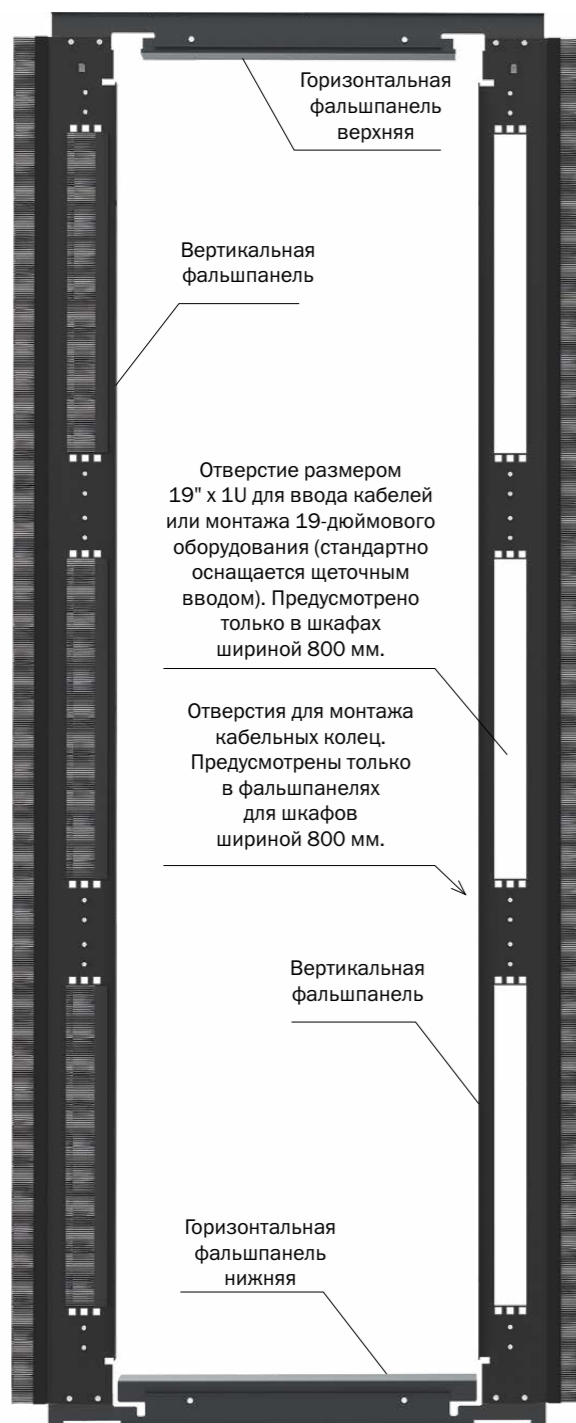 Горизонтальная
фальшпанель
верхняя
Вертикальная
фальшпанель
Отверстие размером
19" х 1U для ввода кабелей
или монтажа 19-дюймового
оборудования (стандартно
оснащается щеточным
вводом). Предусмотрено
только в шкафах
шириной 800 мм.
Отверстия для монтажа
кабельных колец.
Предусмотрены только
в фальшпанелях
для шкафов
шириной 800 мм.
Вертикальная
фальшпанель
Горизонтальная
фальшпанель
нижняя